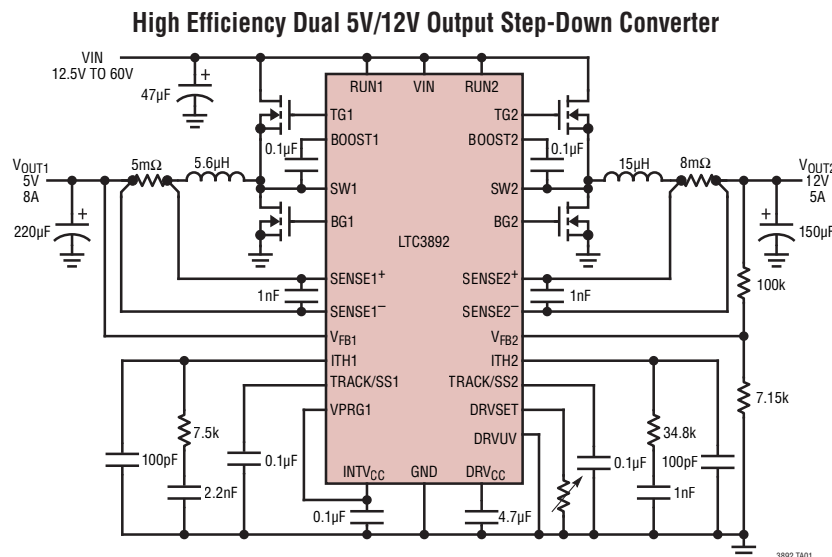 High Efficiency Dual 5V/12V Output Step-Down Converter
VIN
12.5V TO 60V
47µF
+
RUN1
VIN
RUN2
TG1
TG2
0.1µF
BOOST1
BOOST2
0.1µF
VOUT1
5V
8A
5mΩ
5.6µH
SW1
SW2
15µH
8mΩ
VOUT2
12V
5A
220µF
+
BG1
BG2
LTC3892
+
150µF
1nF
SENSE1+
SENSE2+
1nF
SENSE1–
SENSE2–
100k
VFB1
VFB2
ITH1
ITH2
TRACK/SS1
TRACK/SS2
7.5k
VPRG1
DRVSET
34.8k
7.15k
DRVUV
100pF
0.1µF
0.1µF
100pF
2.2nF
INTVCC
GND
DRVCC
1nF
0.1µF
4.7µF
3892 TA01